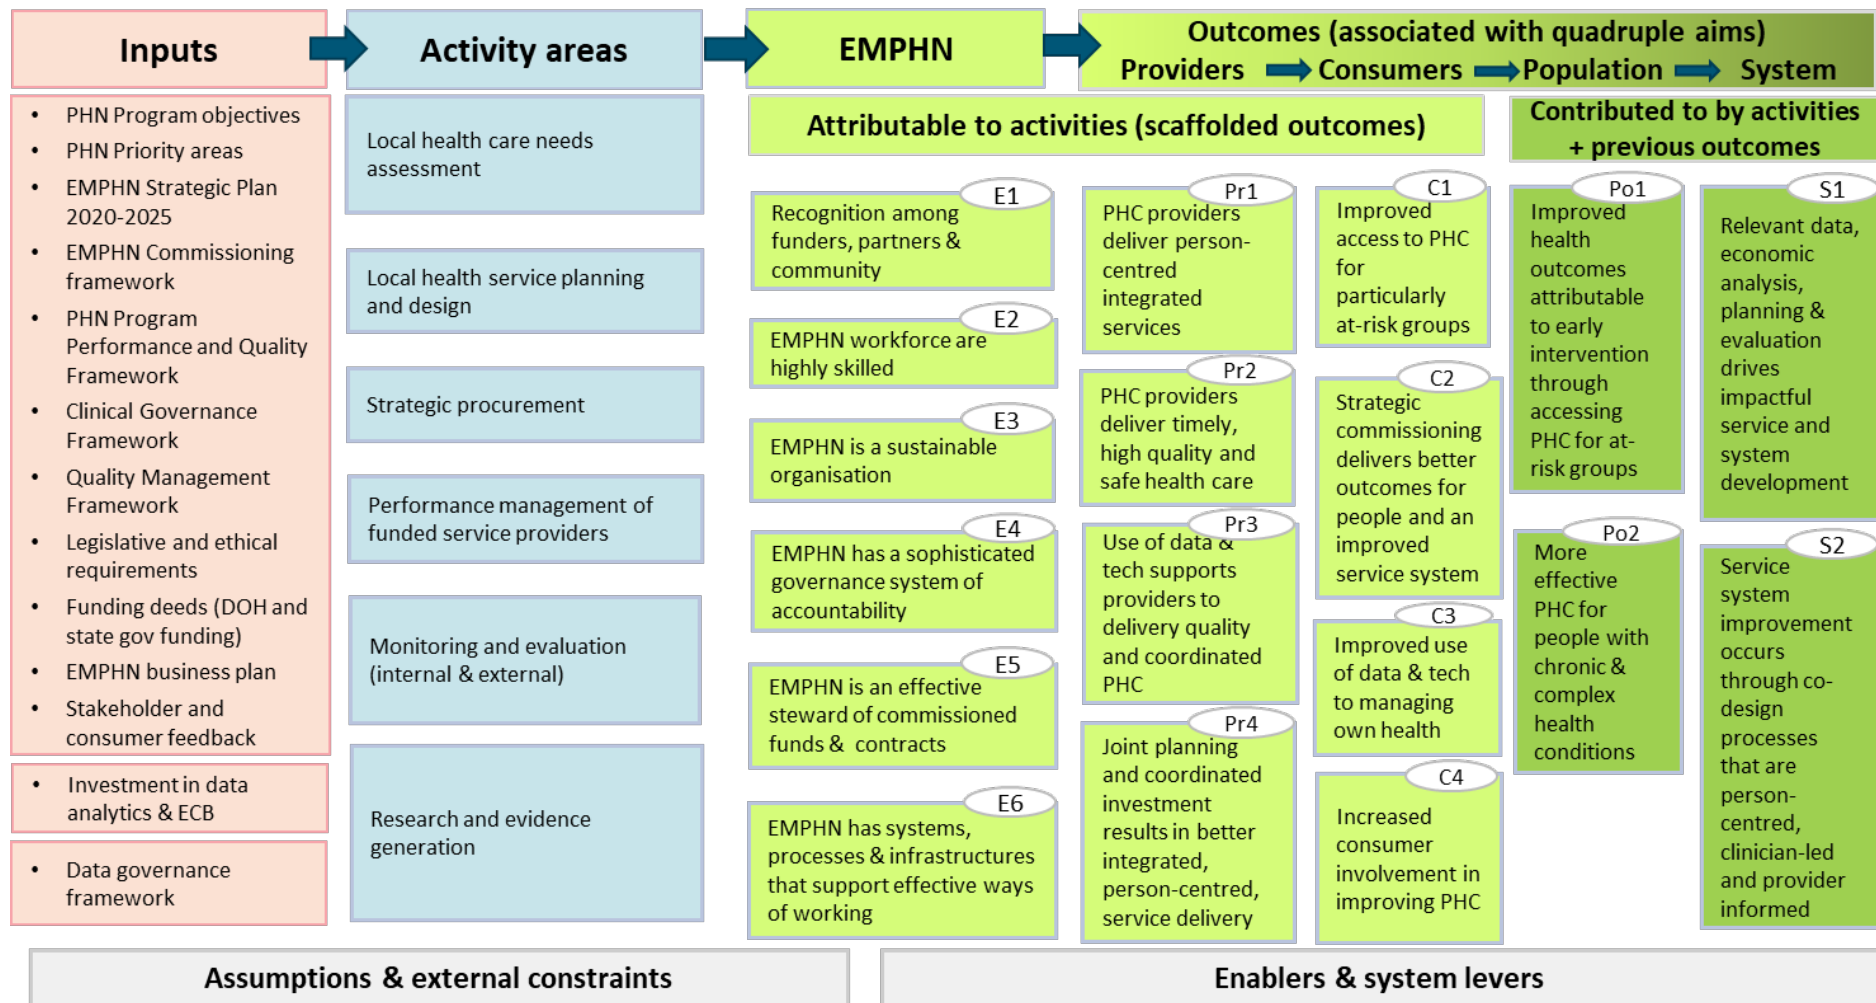 Inputs
Activity areas
EMPHN
Outcomes (associated with quadruple aims)
Providers
Consumers
Population
System
Attributable to activities (scaffolded outcomes)
Contributed to by activities
+ previous outcomes
• PHN Program objectives
• PHN Priority areas
• EMPHN Strategic Plan
2020-2025
• EMPHN Commissioning
framework
• PHN Program
Performance and Quality
Framework
• Clinical Governance
Framework
• Quality Management
Framework
• Legislative and ethical
requirements
• Funding deeds (DOH and
state gov funding)
• EMPHN business plan
• Stakeholder and
consumer feedback
• Investment in data
analytics & ECB
• Data governance
framework
Local health care needs
assessment
Local health service planning
and design
Strategic procurement
Performance management of
funded service providers
Monitoring and evaluation
(internal & external)
Research and evidence
generation
E1
Recognition among
funders, partners &
community
E2
EMPHN workforce are
highly skilled
E3
EMPHN is a sustainable
organisation
E4
EMPHN has a sophisticated
governance system of
accountability
E5
EMPHN is an effective
steward of commissioned
funds & contracts
E6
EMPHN has systems,
processes & infrastructures
that support effective ways
of working
Pr1
PHC providers
deliver person-
centred
integrated
services
Pr2
PHC providers
deliver timely,
high quality and
safe health care
Pr3
Use of data &
tech supports
providers to
delivery quality
and coordinated
PHC
Pr4
Joint planning
and coordinated
investment
results in better
integrated,
person-centred,
service delivery
C1
Improved
access to PHC
for
particularly
at-risk groups
C2
Strategic
commissioning
delivers better
outcomes for
people and an
improved
service system
C3
Improved use
of data & tech
to managing
own health
C4
Increased
consumer
involvement in
improving PHC
Po1
Improved
health
outcomes
attributable
to early
intervention
through
accessing
PHC for at-
risk groups
Po2
More
effective
PHC for
people with
chronic &
complex
health
conditions
S1
Relevant data,
economic
analysis,
planning &
evaluation
drives
impactful
service and
system
development
S2
Service
system
improvement
occurs
through co-
design
processes
that are
person-
centred,
clinician-led
and provider
informed
Assumptions & external constraints
Enablers & system levers